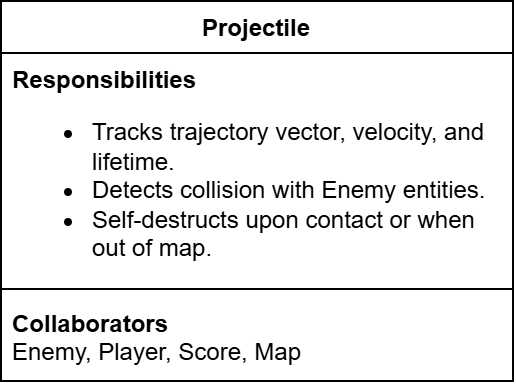 Projectile
Responsibilities
• Tracks trajectory vector, velocity, and
lifetime.
• Detects collision with Enemy entities.
• Self-destructs upon contact or when
out of map.
Collaborators
Enemy, Player, Score, Map